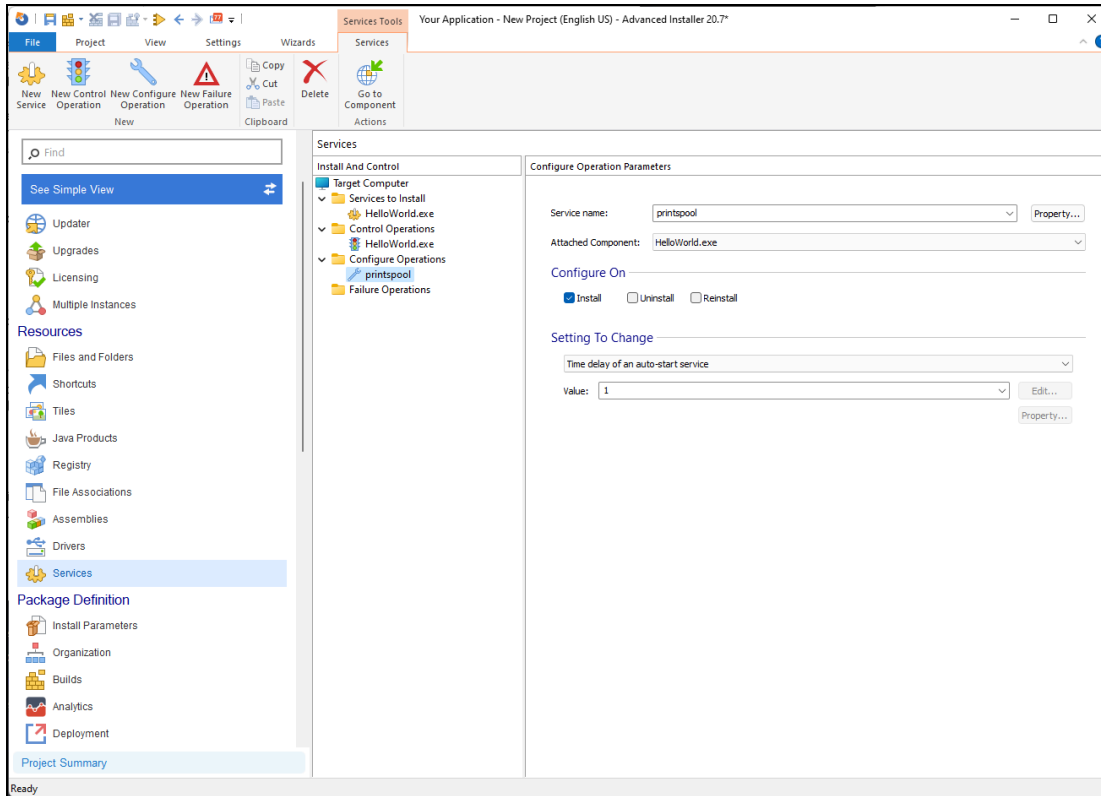 Services Tools
Your Application - New Project (English US) - Advanced Installer 20.7*
File
Project
View
Settings
Wizards
Services
New Service
New Control Operation
New Configure Operation
New Failure Operation
New
Copy
Cut
Paste
Clipboard
Delete
Go to Component
Actions
Find
See Simple View
Updater
Upgrades
Licensing
Multiple Instances
Resources
Files and Folders
Shortcuts
Tiles
Java Products
Registry
File Associations
Assemblies
Drivers
Services
Package Definition
Install Parameters
Organization
Builds
Analytics
Deployment
Project Summary
Services
Install And Control
Target Computer
Services to Install
HelloWorld.exe
Control Operations
HelloWorld.exe
Configure Operations
printspool
Failure Operations
Configure Operation Parameters
Service name: printspool Property...
Attached Component: HelloWorld.exe
Configure On
Install Uninstall Reinstall
Setting To Change
Time delay of an auto-start service
Value: 1 Edit...
Property...
Ready